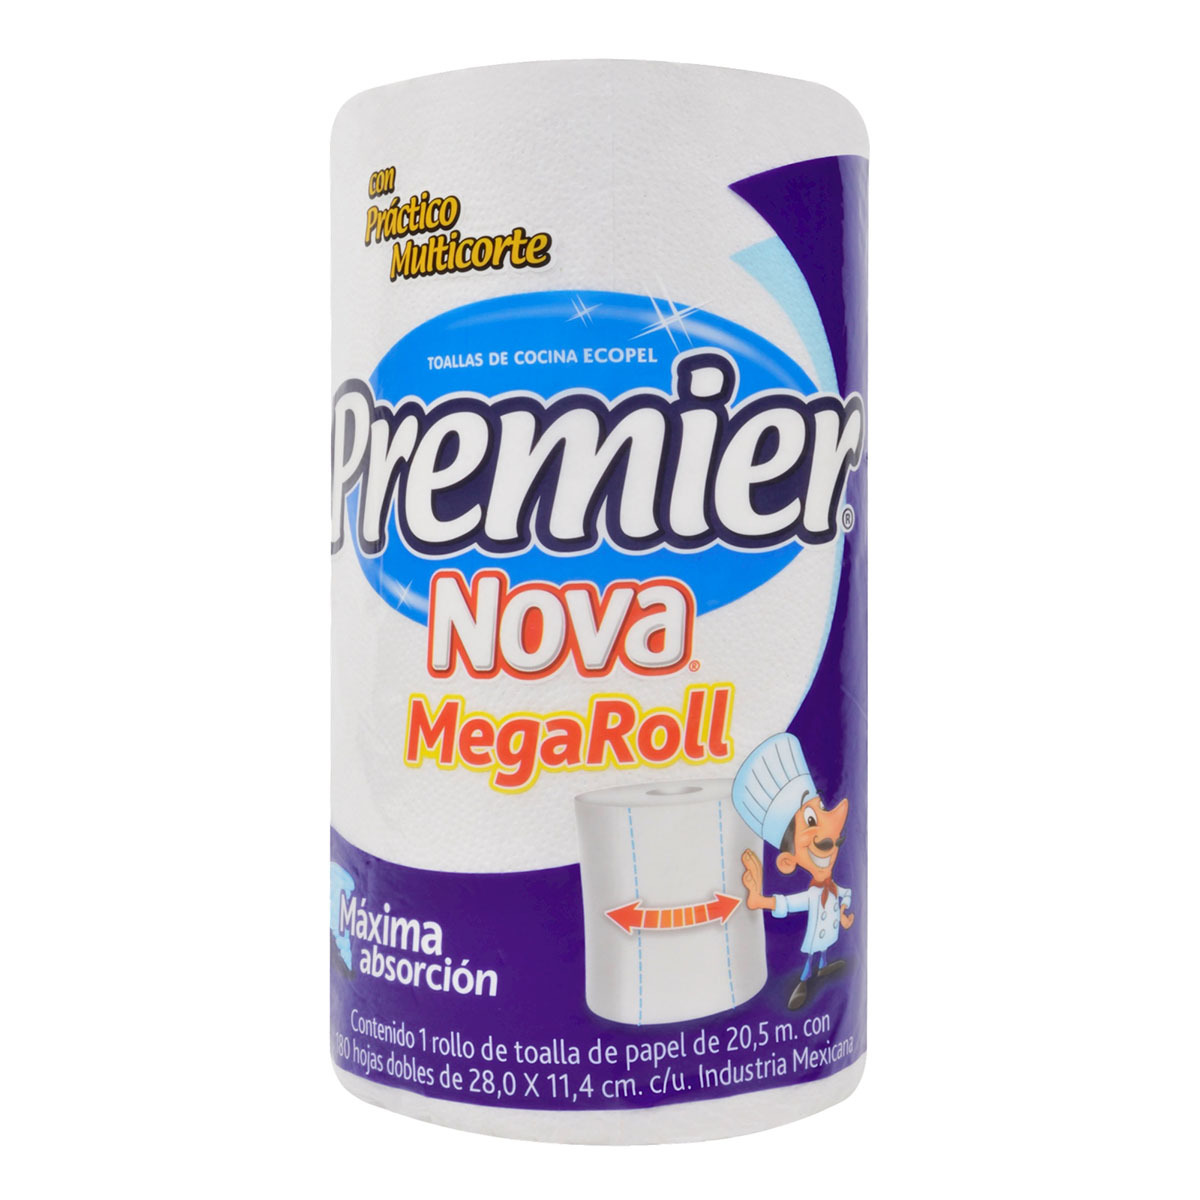 con
Práctico
Multicorte
TOALLAS DE COCINA ECOPEL
Premier®
Nova®
MegaRoll
Máxima
absorción
Contenido 1 rollo de toalla de papel de 20,5 m. con
180 hojas dobles de 28,0 X 11,4 cm. c/u. Industria Mexicana